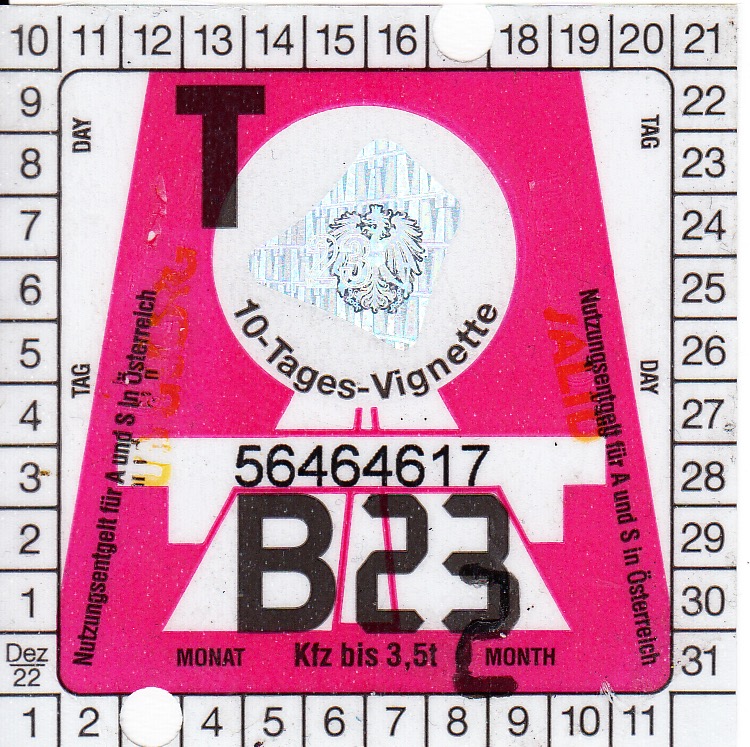 10 11 12 13 14 15 16 18 19 20 21
9 22
8 23
7 24
6 25
5 26
4 27
3 28
2 29
1 30
Dez
22
31
1 2 4 5 6 7 8 9 10 11
DAY
TAG
T
10-Tages-Vignette
TAG
DAY
Nutzungsentgelt für A und S in Österreich
Nutzungsentgelt für A und S in Österreich
56464617
B23
2
MONAT Kfz bis 3,5t MONTH